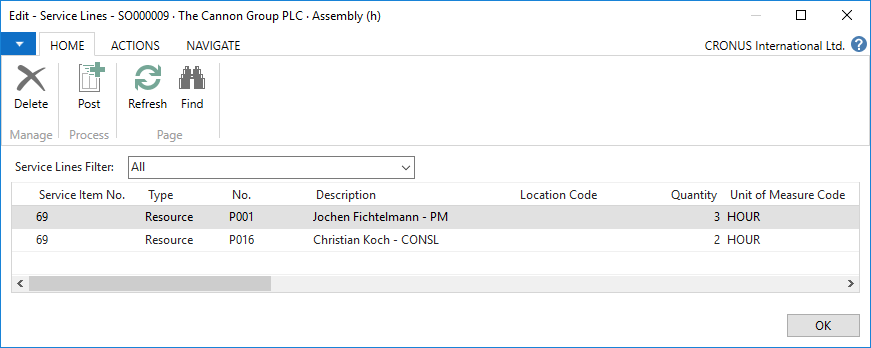 Edit - Service Lines - SO000009 · The Cannon Group PLC · Assembly (h)
HOME ACTIONS NAVIGATE CRONUS International Ltd. ?
Delete Post Refresh Find
Manage Process Page
Service Lines Filter: All
Service Item No. Type No. Description Location Code Quantity Unit of Measure Code
69 Resource P001 Jochen Fichtelmann - PM 3 HOUR
69 Resource P016 Christian Koch - CONSL 2 HOUR
OK